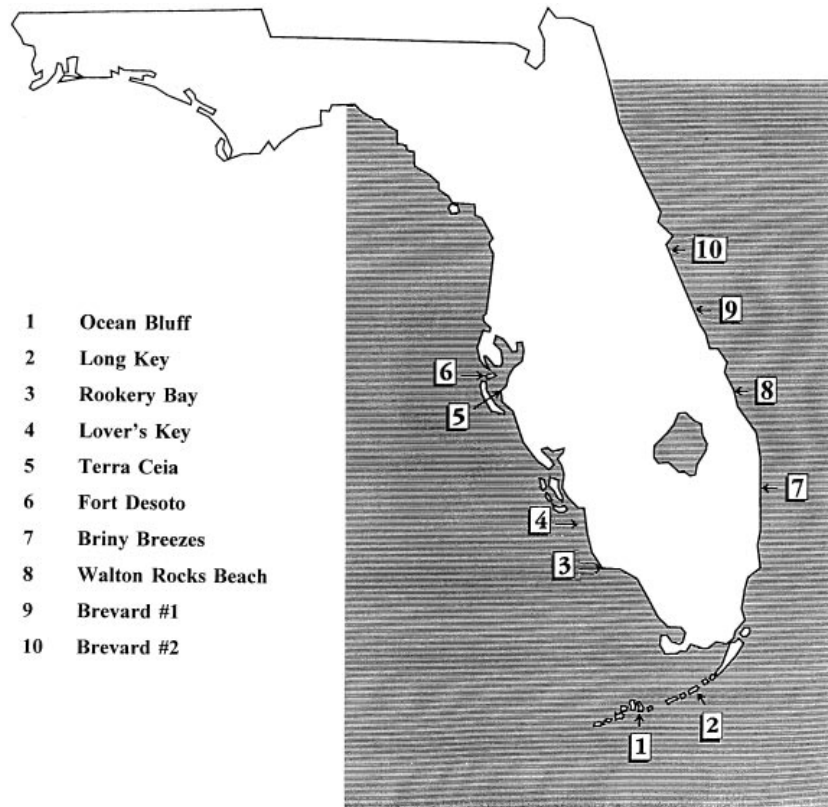 10
9
1 Ocean Bluff
2 Long Key
3 Rookery Bay
6
4 Lover's Key
8
5
5 Terra Ceia
6 Fort Desoto
7
7 Briny Breezes
4
8 Walton Rocks Beach
3
9 Brevard #1
10 Brevard #2
2
1